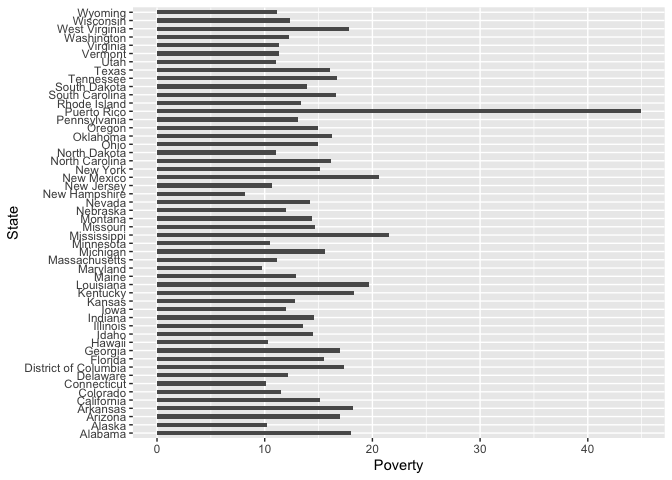 Wyoming
Wisconsin
West Virginia
Washington
Virginia
Vermont
Utah
Texas
Tennessee
South Dakota
South Carolina
Rhode Island
Puerto Rico
Pennsylvania
Oregon
Oklahoma
Ohio
North Dakota
North Carolina
New York
New Mexico
New Jersey
New Hampshire
Nevada
Nebraska
Montana
Missouri
Mississippi
Minnesota
Michigan
Massachusetts
Maryland
Maine
Louisiana
Kentucky
Kansas
Iowa
Indiana
Illinois
Idaho
Hawaii
Georgia
Florida
District of Columbia
Delaware
Connecticut
Colorado
California
Arkansas
Arizona
Alaska
Alabama
State
0 10 20 30 40
Poverty